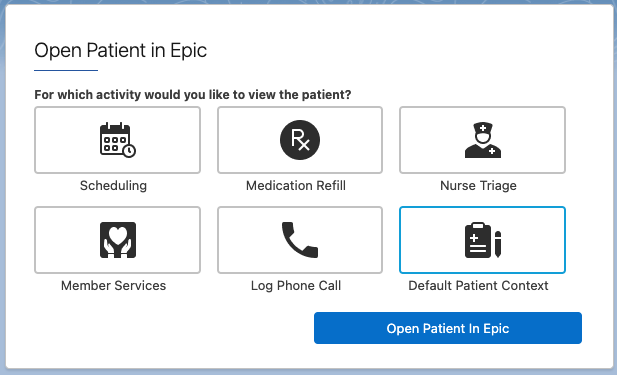 Open Patient in Epic
For which activity would you like to view the patient?
Rx
Scheduling
Medication Refill
Nurse Triage
Member Services
Log Phone Call
Default Patient Context
Open Patient In Epic